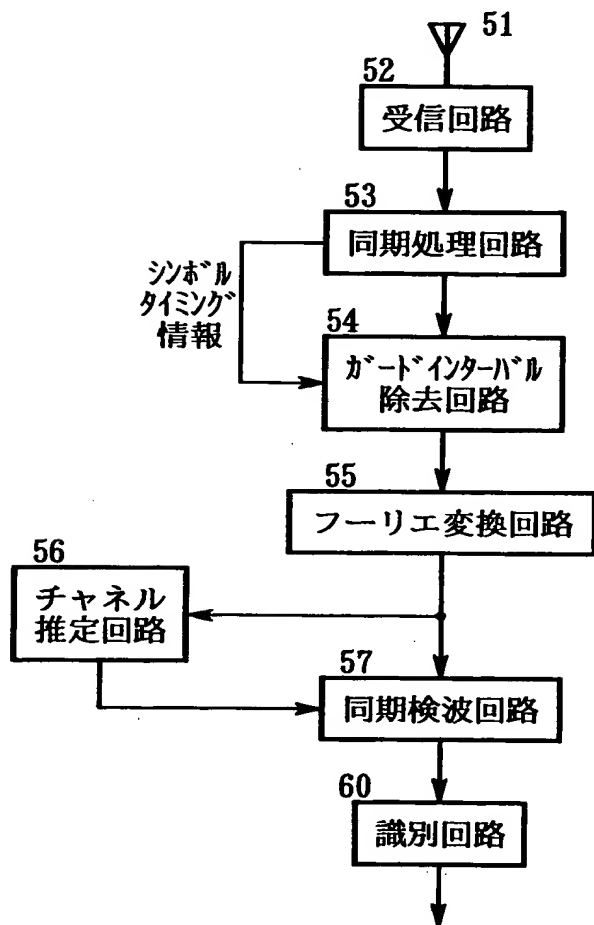 51
52
受信回路
53
同期処理回路
シンボル
タイミング
情報
54
ガードインターバル
除去回路
55
フーリエ変換回路
56
チャネル
推定回路
57
同期検波回路
60
識別回路